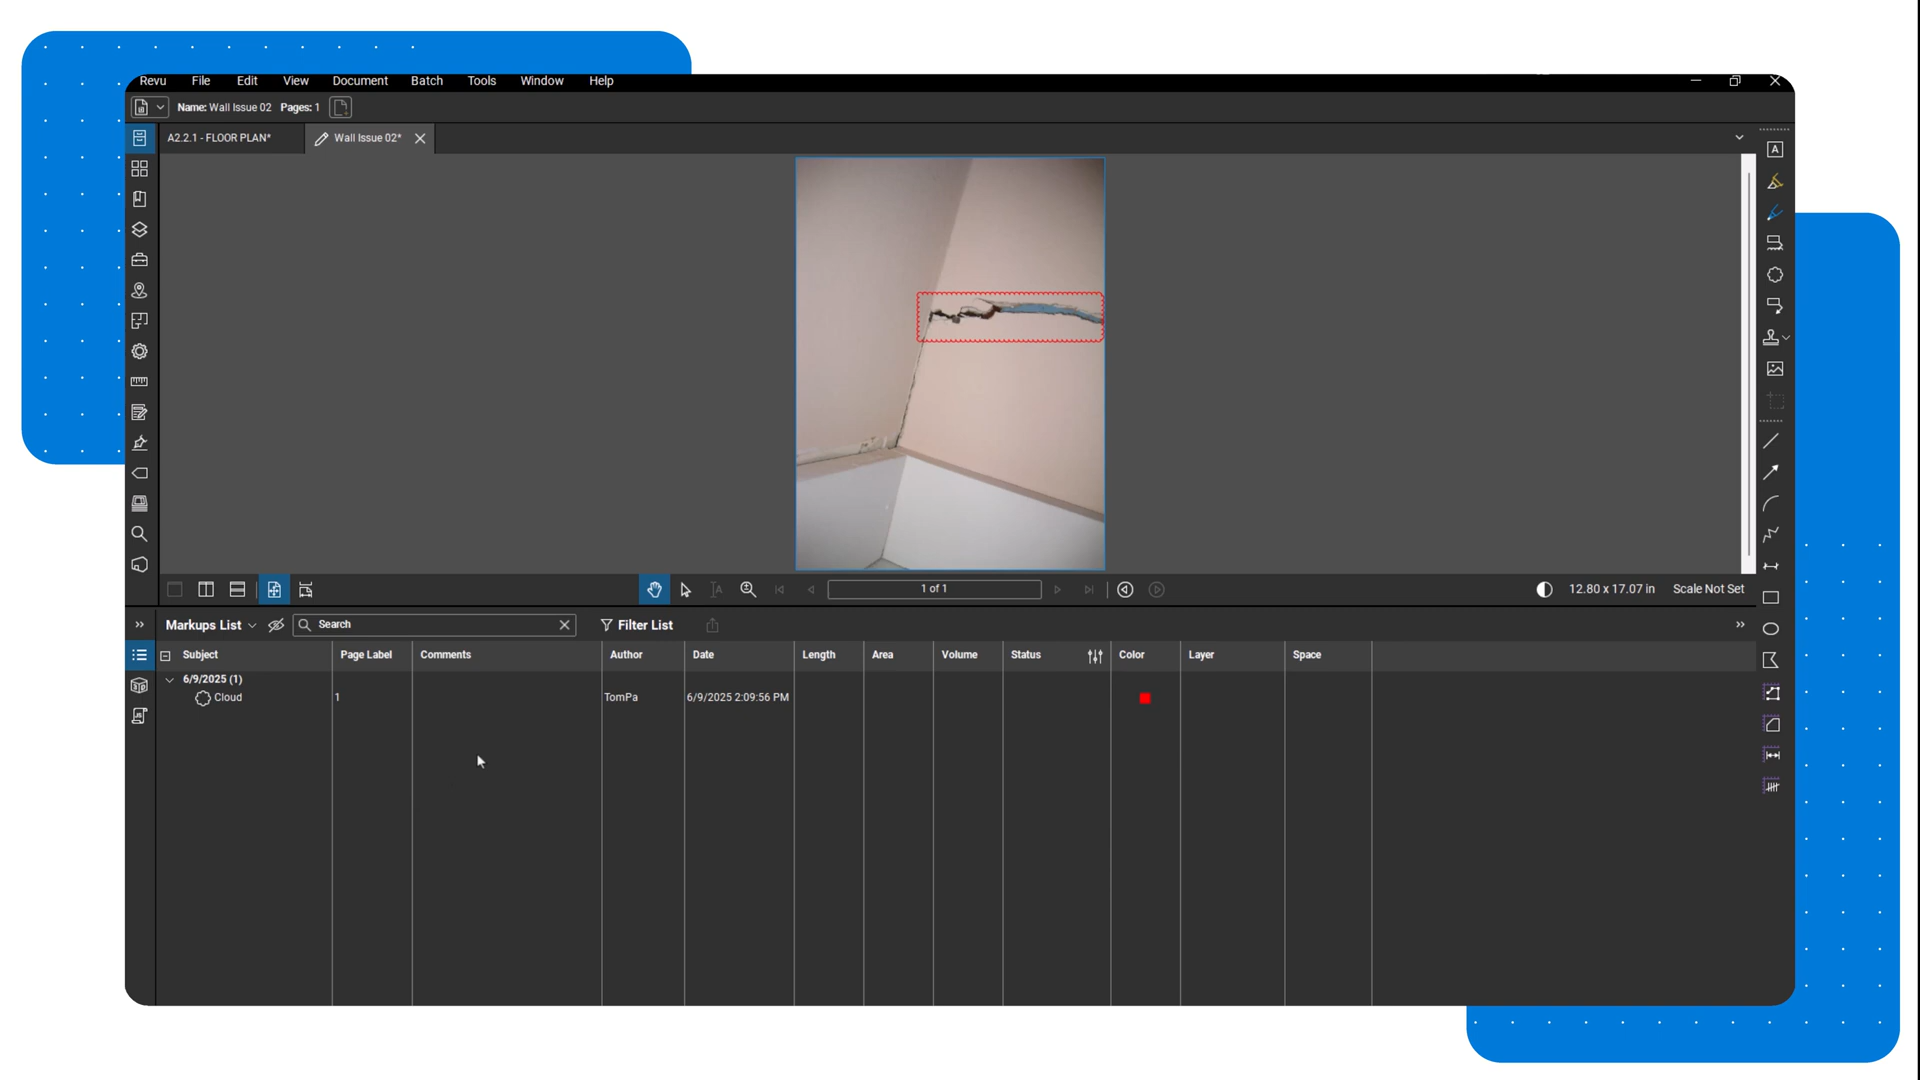 Revu File Edit View Document Batch Tools Window Help
Name: Wall Issue 02 Pages: 1
A2.2.1 - FLOOR PLAN* Wall Issue 02*
1 of 1 12.80 x 17.07 in Scale Not Set
Markups List Search Filter List
Subject Page Label Comments Author Date Length Area Volume Status Color Layer Space
6/9/2025 (1)
Cloud 1 TomPa 6/9/2025 2:09:56 PM